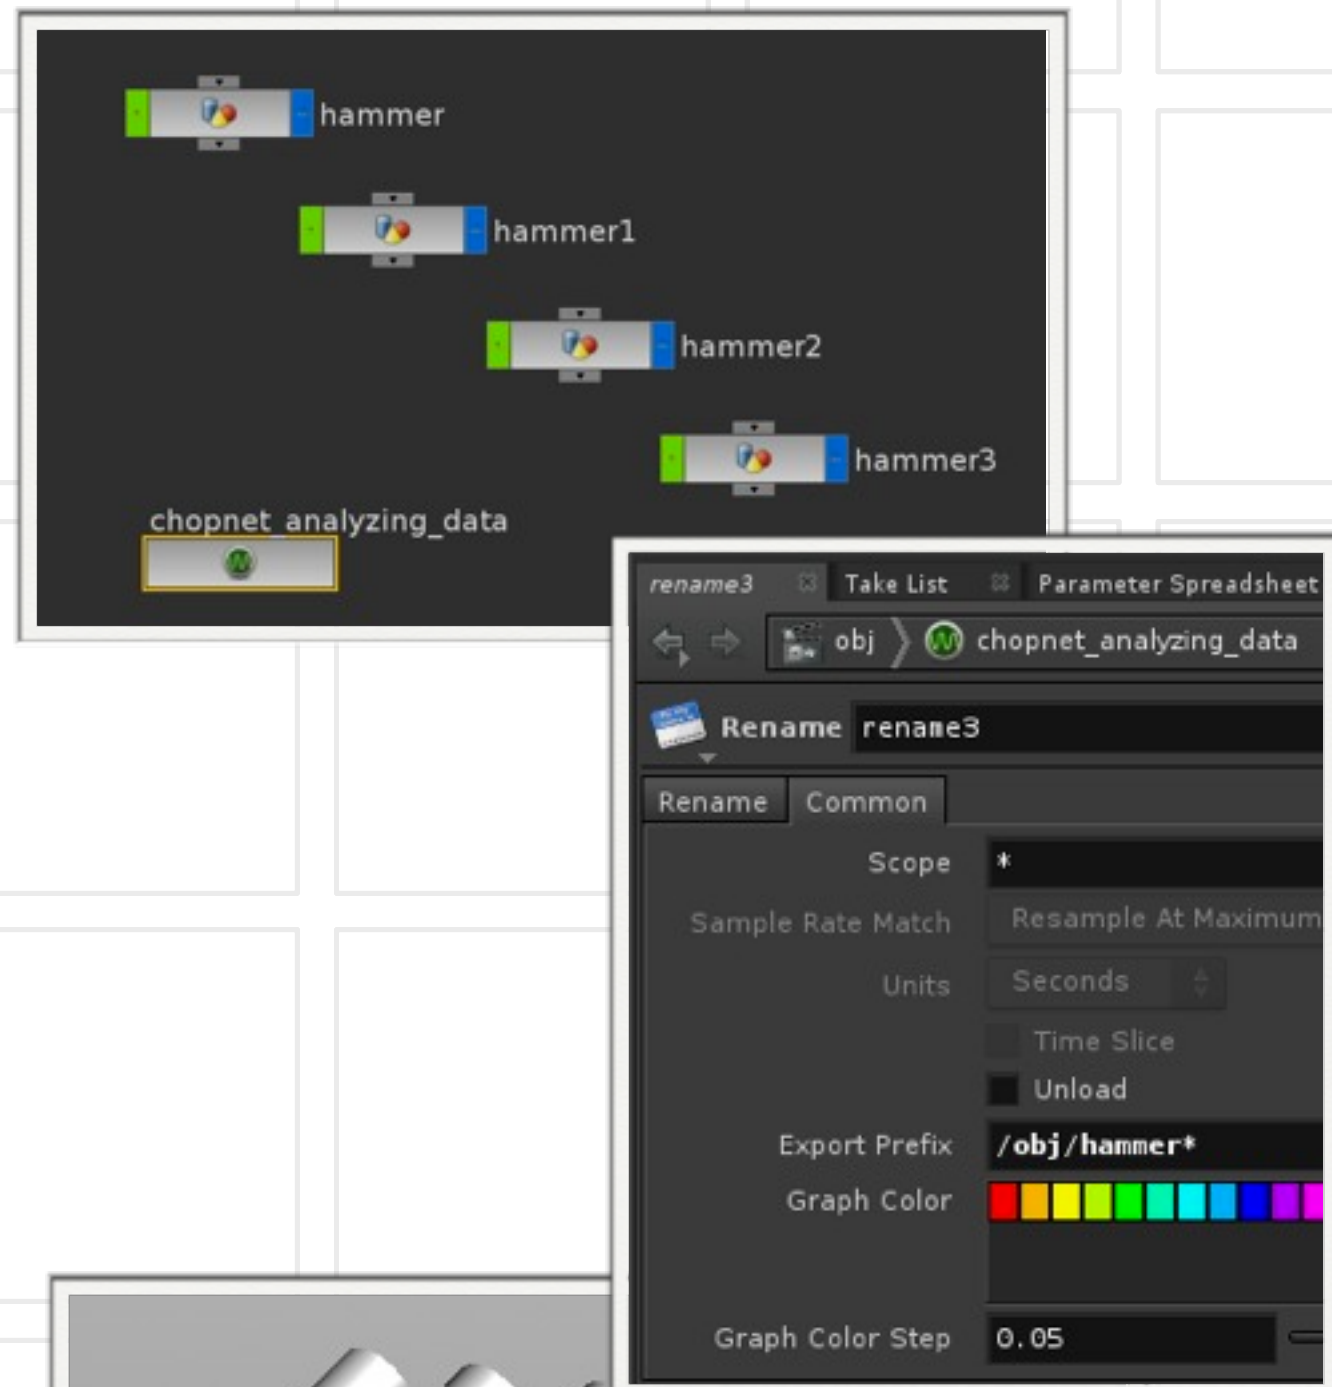 hammer
hammer1
hammer2
hammer3
chopnet_analyzing_data
rename3 Take List Parameter Spreadsheet
obj chopnet_analyzing_data
Rename rename3
Rename Common
Scope *
Sample Rate Match Resample At Maximum
Units Seconds
Time Slice
Unload
Export Prefix /obj/hammer*
Graph Color
Graph Color Step 0.05